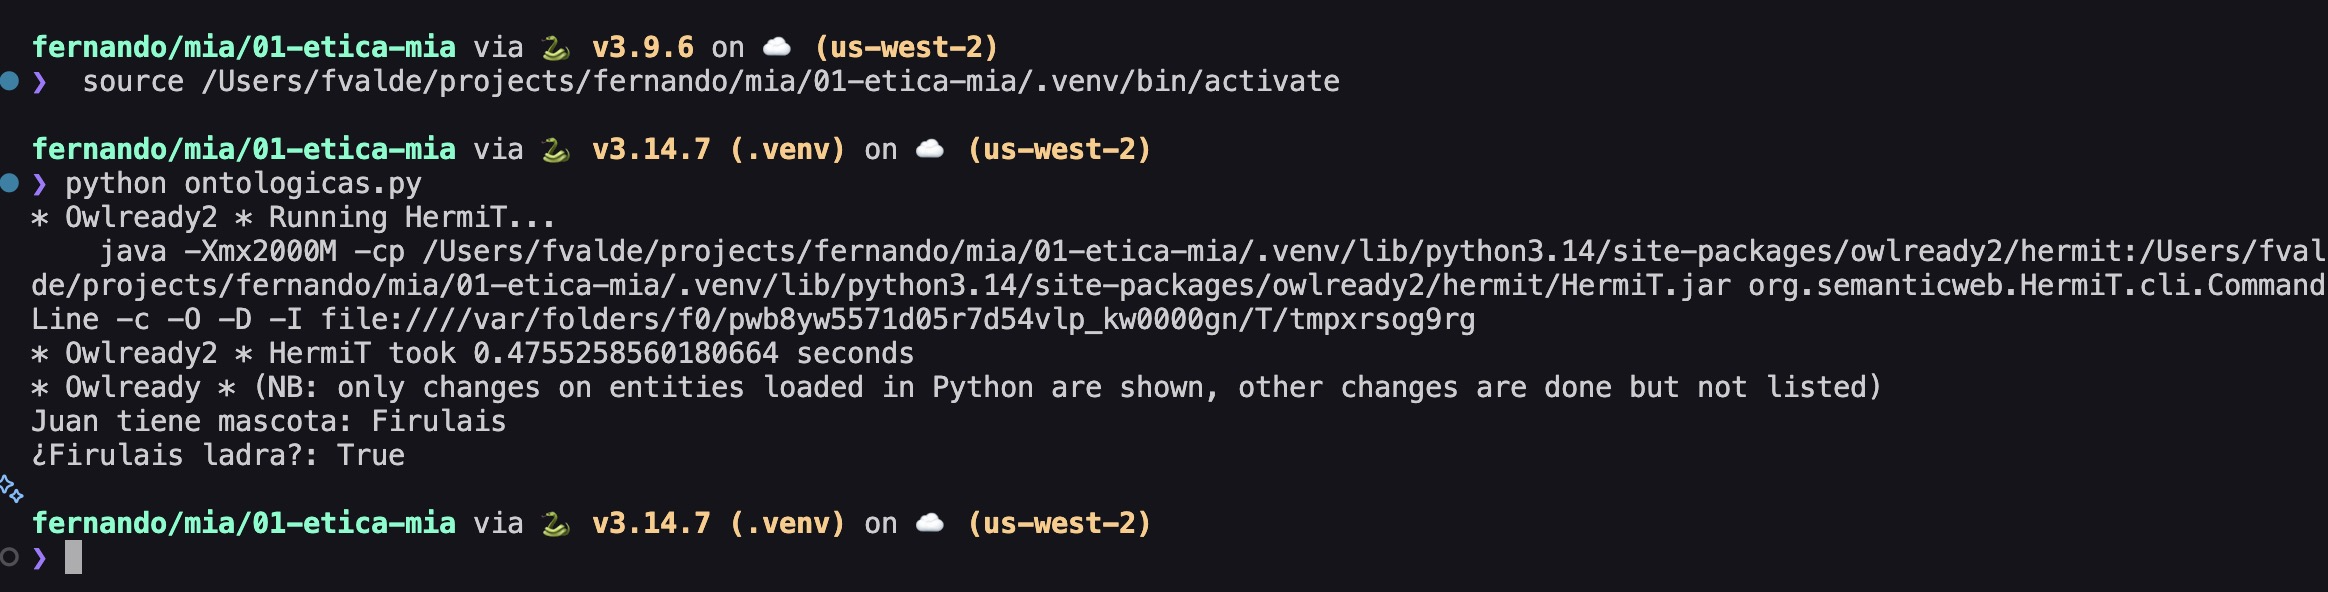 fernando/mia/01-etica-mia via 🐍 v3.9.6 on ☁️ (us-west-2)
❯  source /Users/fvalde/projects/fernando/mia/01-etica-mia/.venv/bin/activate
fernando/mia/01-etica-mia via 🐍 v3.14.7 (.venv) on ☁️ (us-west-2)
❯ python ontologicas.py
* Owlready2 * Running HermiT...
    java -Xmx2000M -cp /Users/fvalde/projects/fernando/mia/01-etica-mia/.venv/lib/python3.14/site-packages/owlready2/hermit:/Users/fval
de/projects/fernando/mia/01-etica-mia/.venv/lib/python3.14/site-packages/owlready2/hermit/HermiT.jar org.semanticweb.HermiT.cli.Command
Line -c -O -D -I file:////var/folders/f0/pwb8yw5571d05r7d54vlp_kw0000gn/T/tmpxrsog9rg
* Owlready2 * HermiT took 0.4755258560180664 seconds
* Owlready * (NB: only changes on entities loaded in Python are shown, other changes are done but not listed)
Juan tiene mascota: Firulais
¿Firulais ladra?: True
fernando/mia/01-etica-mia via 🐍 v3.14.7 (.venv) on ☁️ (us-west-2)
❯